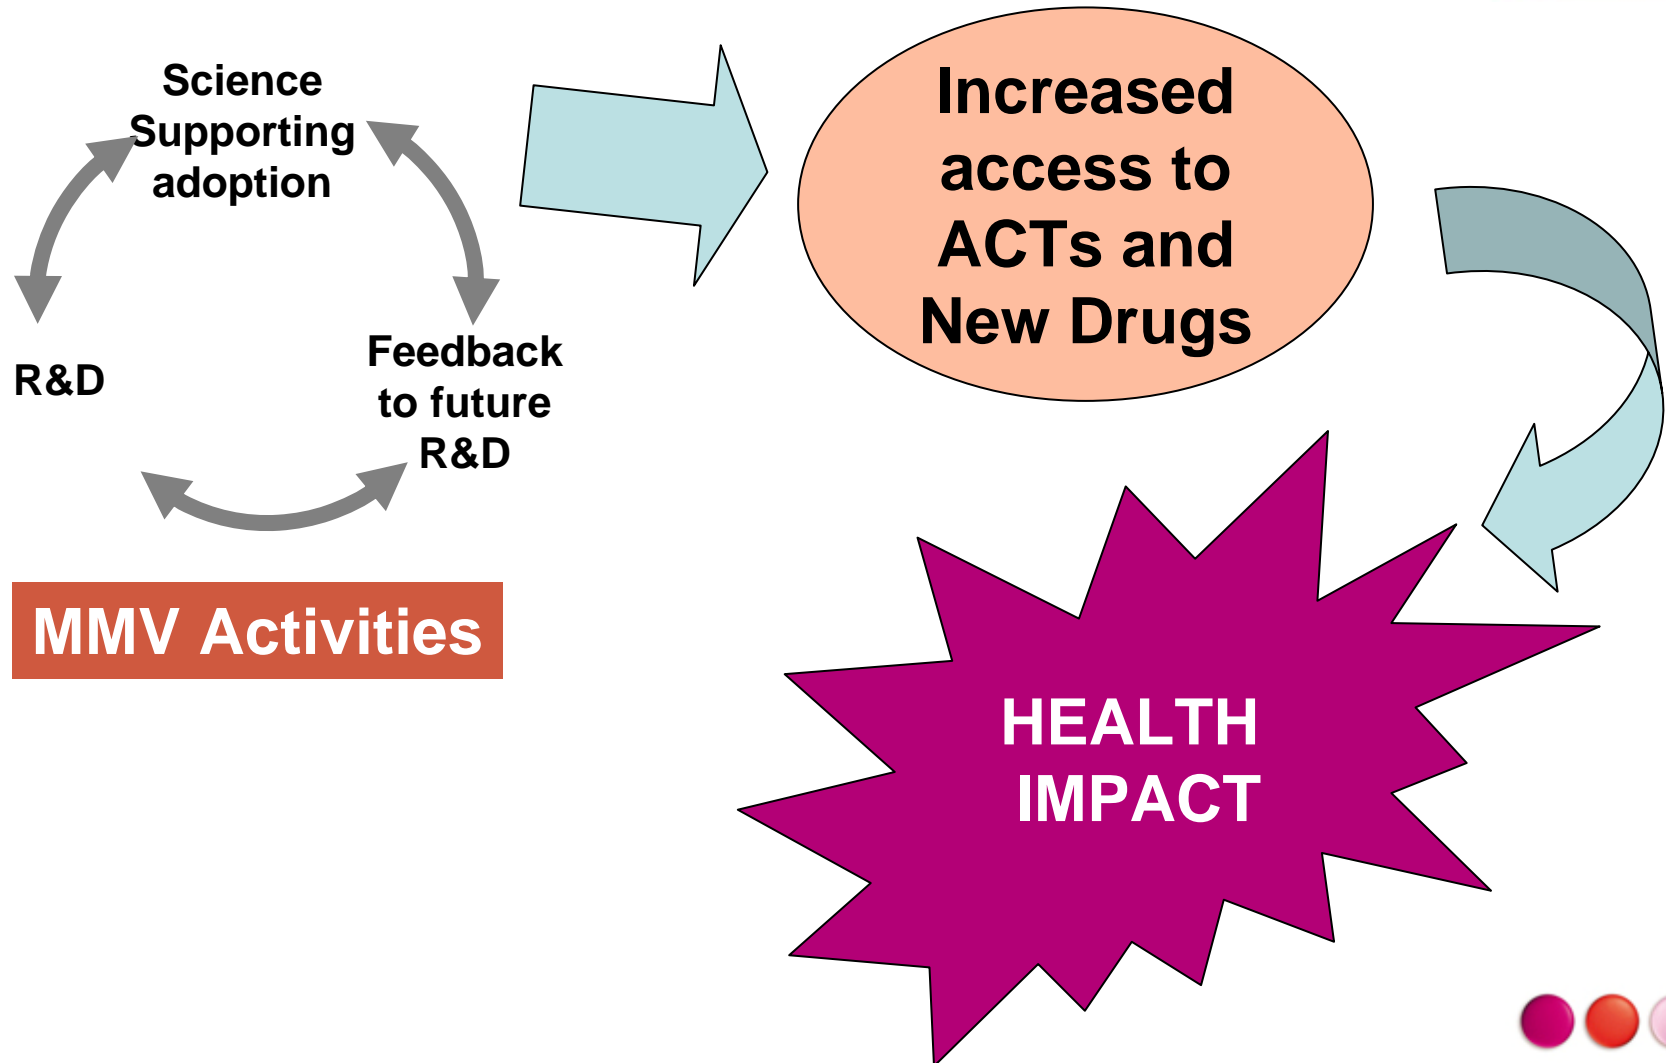 Science
Supporting
adoption
R&D
Feedback
to future
R&D
MMV Activities
Increased
access to
ACTs and
New Drugs
HEALTH
IMPACT